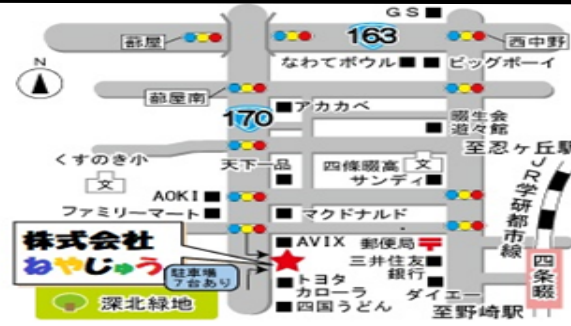 GS
蔀屋
163
西中野
N
なわてボウル
ビッグボーイ
蔀屋南
アカカベ
170
畷生会
遊々館
至忍ヶ丘駅
くすのき小
天下一品
四條畷高
文
文
サンディ
JR学研都市線
AOKI
ファミリーマート
マクドナルド
株式会社
ねやじゅう
AVIX
郵便局
駐車場
7台あり
三井住友
銀行
四条畷
トヨタ
カローラ
ダイエー
深北緑地
四国うどん
至野崎駅